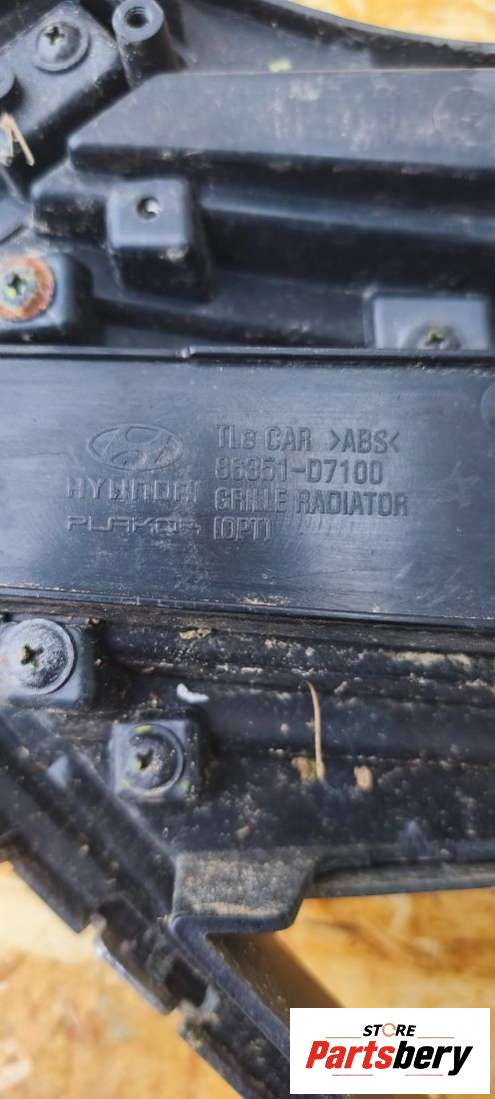 TLe CAR >ABS<
86351-D7100
HYUNDAI
GRILLE RADIATOR
PLAKOR
(OPT)
STORE
Partsbery